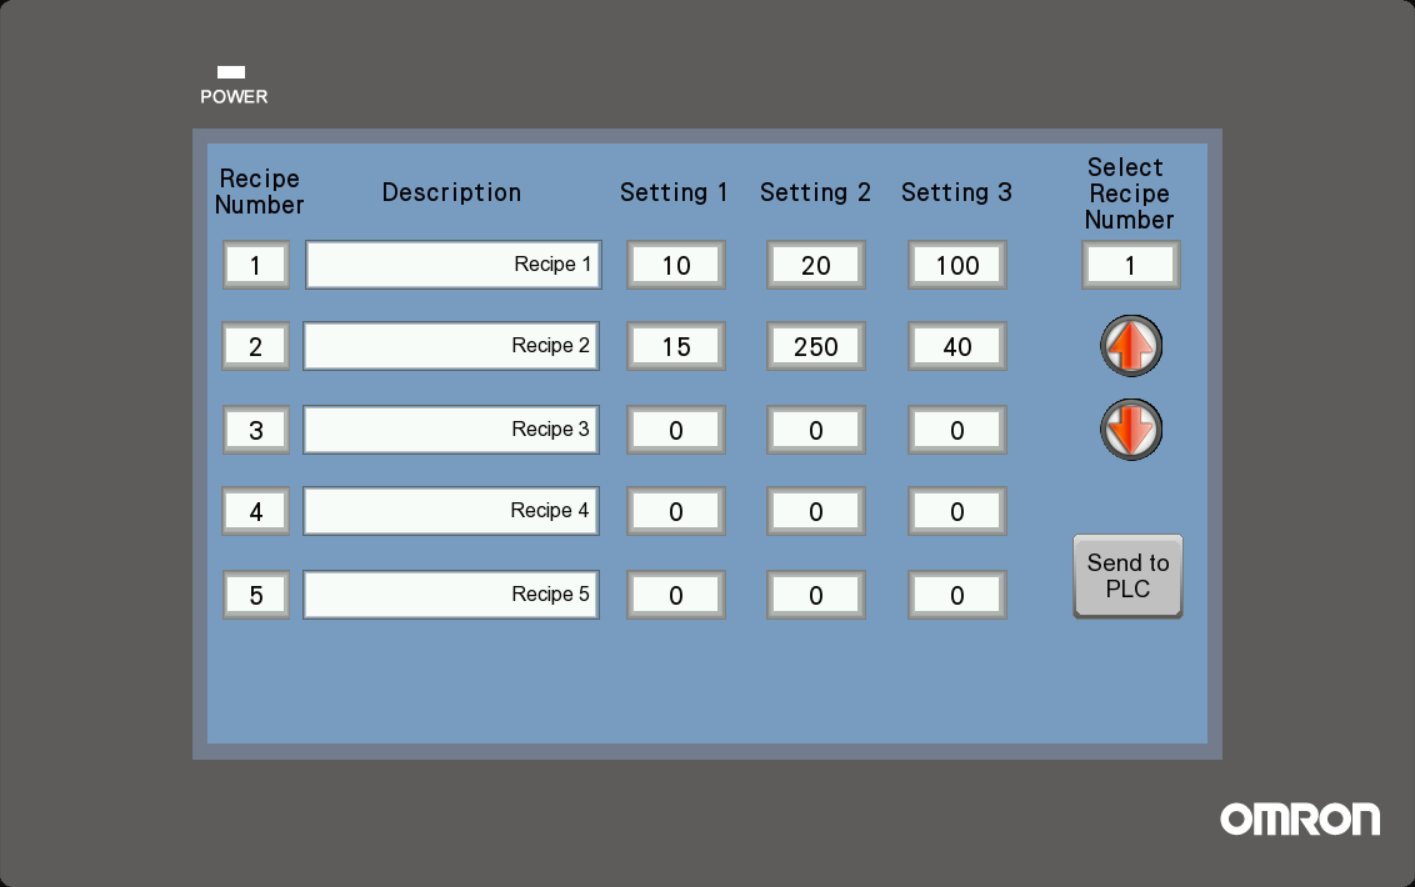 POWER
Recipe
Number
Description
Setting 1
Setting 2
Setting 3
Select
Recipe
Number
1
Recipe 1
10
20
100
1
2
Recipe 2
15
250
40
3
Recipe 3
0
0
0
4
Recipe 4
0
0
0
5
Recipe 5
0
0
0
Send to
PLC
OMRON